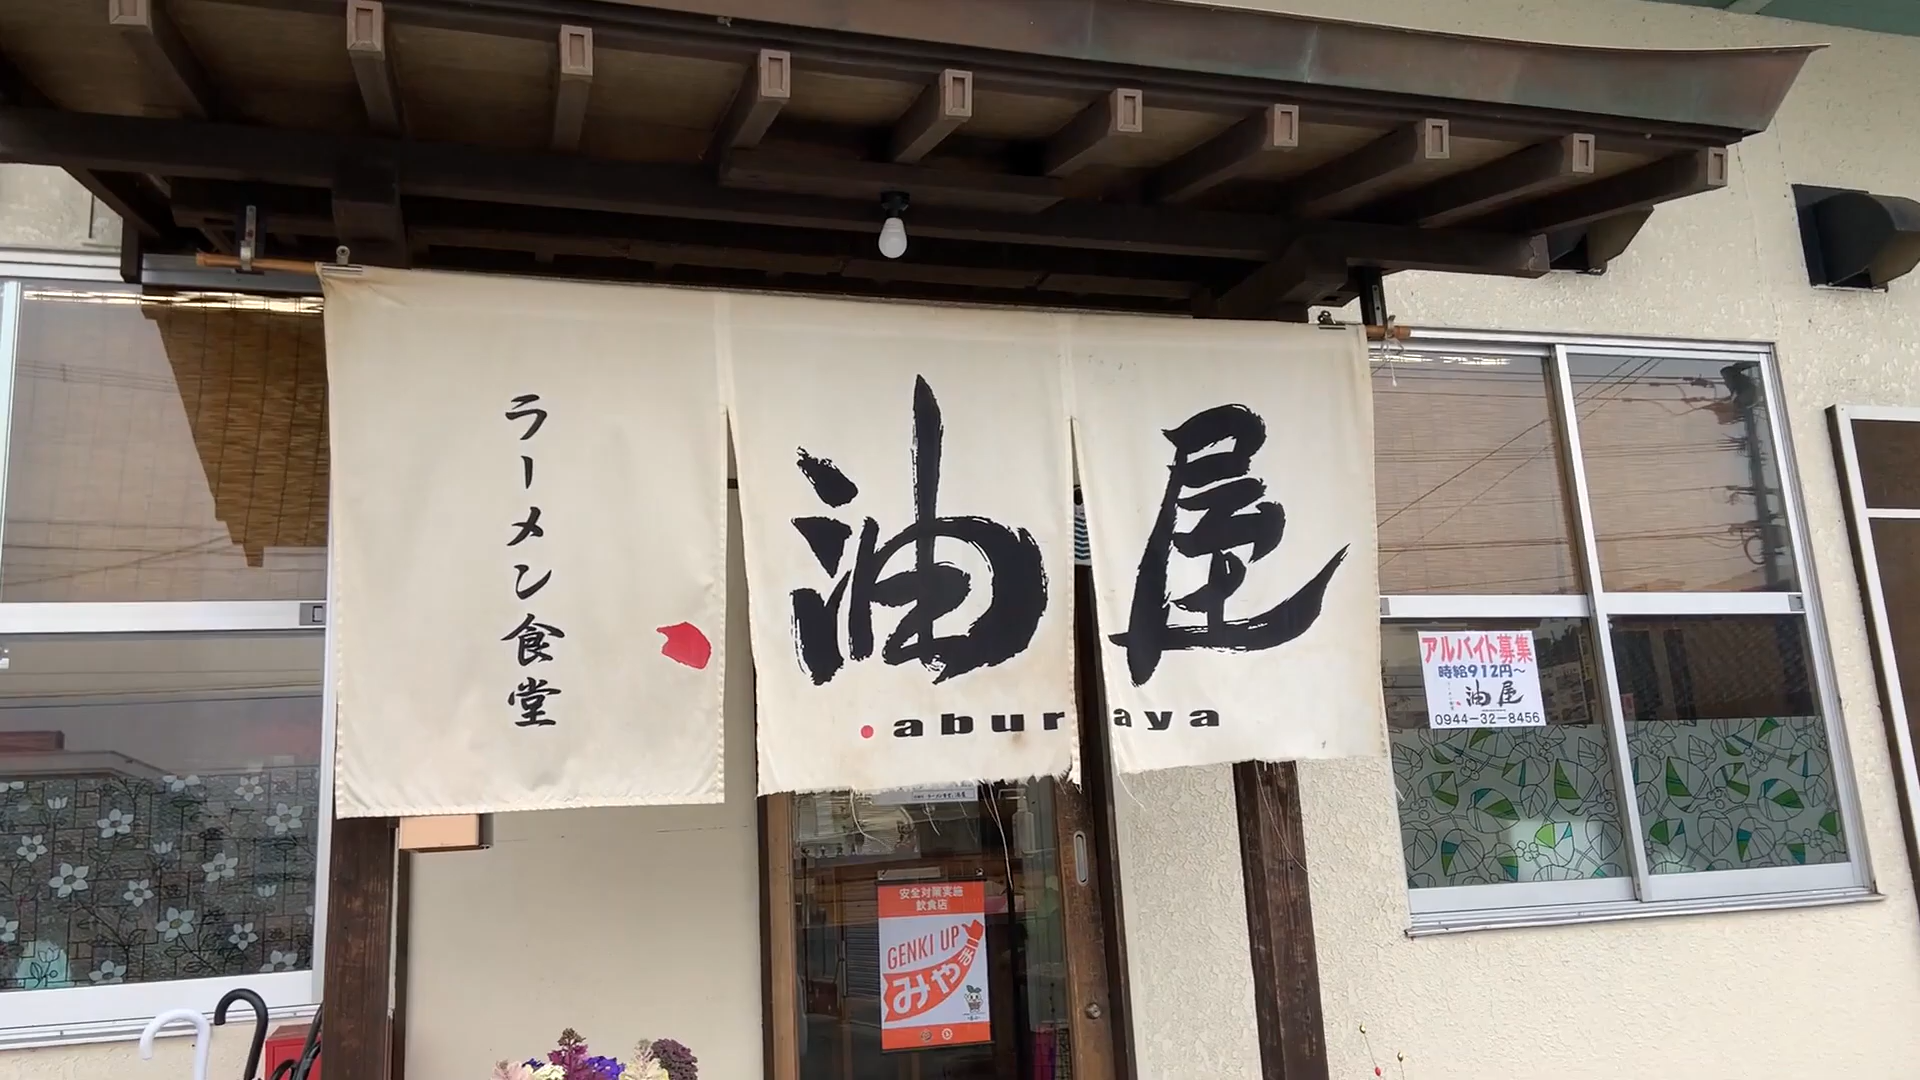 ラーメン食堂
油屋
.aburaya
アルバイト募集
時給912円～
油屋
0944-32-8456
安全対策実施
飲食店
GENKI UP
みやま